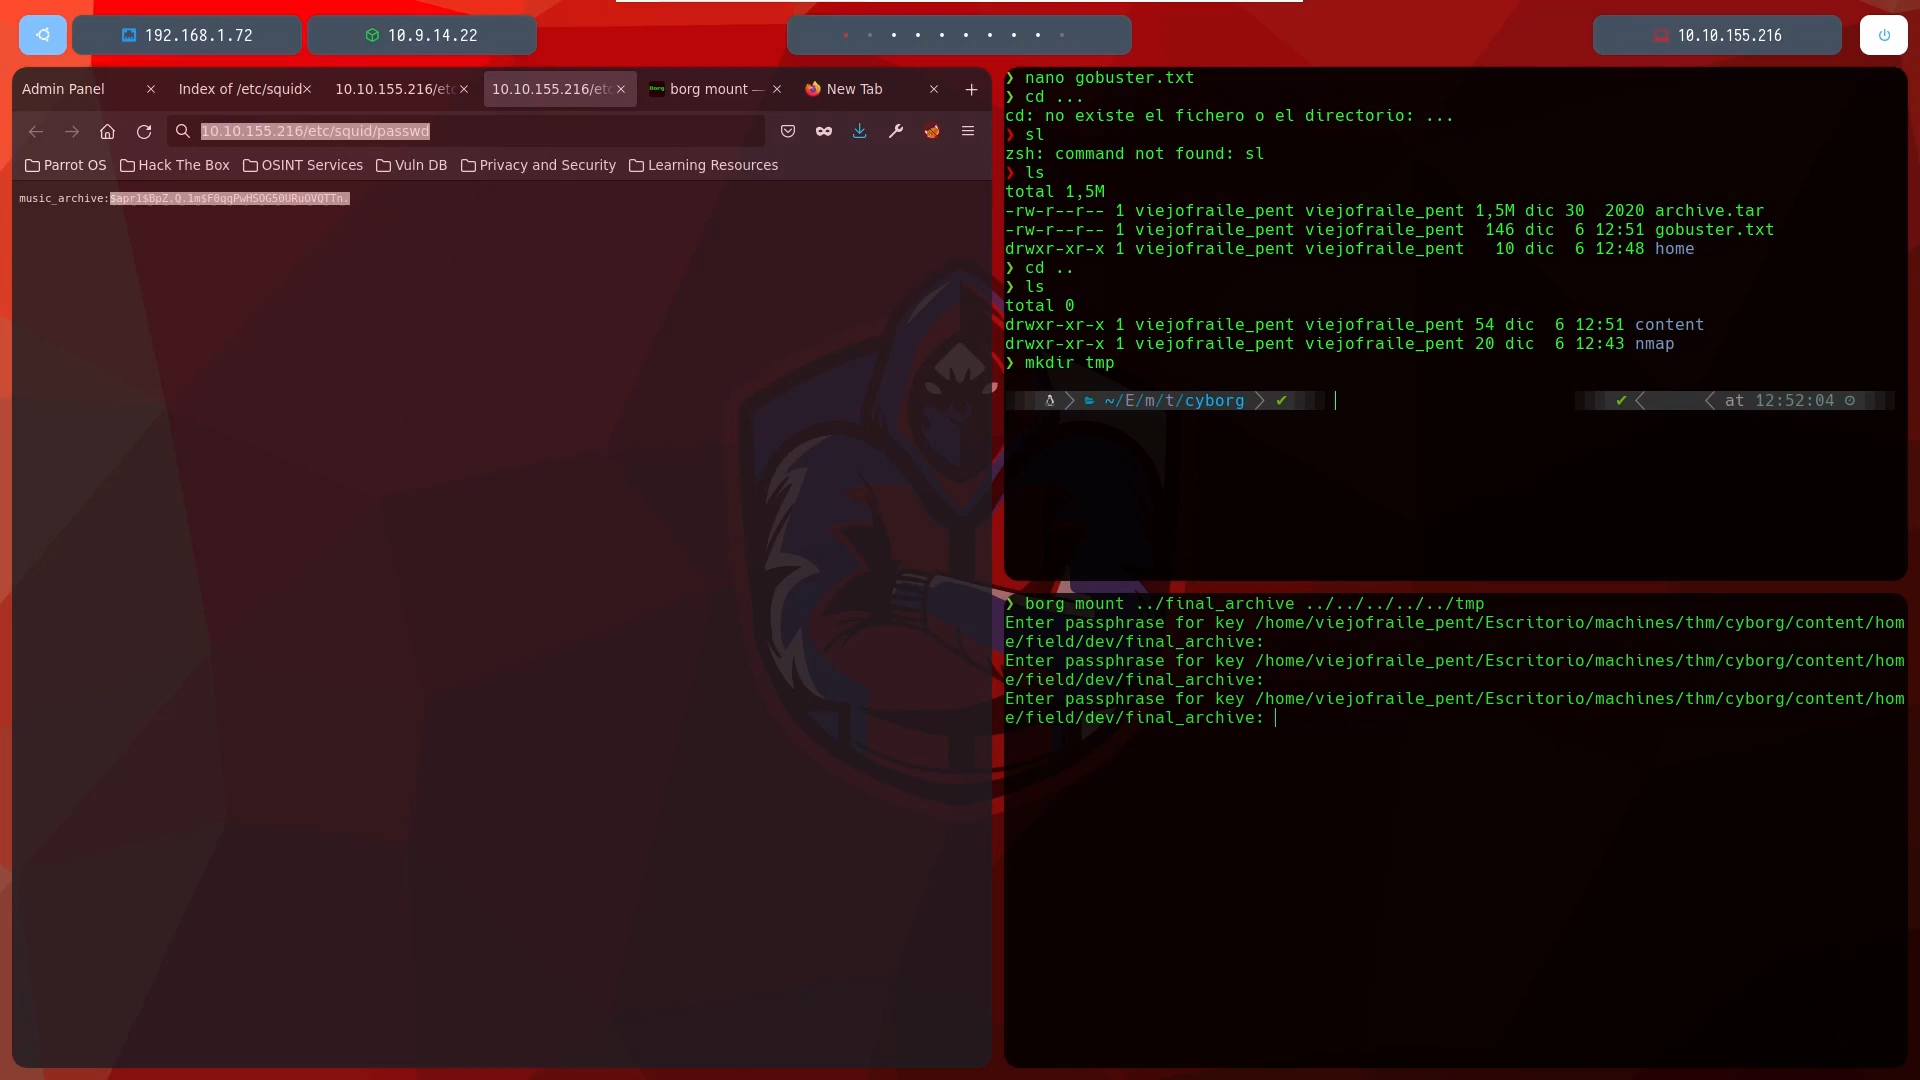 192.168.1.72
10.9.14.22
10.10.155.216
Admin Panel
Index of /etc/squid
10.10.155.216/etc
10.10.155.216/etc
borg mount —
New Tab
10.10.155.216/etc/squid/passwd
Parrot OS
Hack The Box
OSINT Services
Vuln DB
Privacy and Security
Learning Resources
music_archive:$apr1$BpZ.Q.1m$F0qqPwHSOG50URuOVQTTn.
❯ nano gobuster.txt
❯ cd ...
cd: no existe el fichero o el directorio: ...
❯ sl
zsh: command not found: sl
❯ ls
total 1,5M
-rw-r--r-- 1 viejofraile_pent viejofraile_pent 1,5M dic 30  2020 archive.tar
-rw-r--r-- 1 viejofraile_pent viejofraile_pent  146 dic  6 12:51 gobuster.txt
drwxr-xr-x 1 viejofraile_pent viejofraile_pent   10 dic  6 12:48 home
❯ cd ..
❯ ls
total 0
drwxr-xr-x 1 viejofraile_pent viejofraile_pent 54 dic  6 12:51 content
drwxr-xr-x 1 viejofraile_pent viejofraile_pent 20 dic  6 12:43 nmap
❯ mkdir tmp
~/E/m/t/cyborg ✔
✔ at 12:52:04
❯ borg mount ../final_archive ../../../../../tmp
Enter passphrase for key /home/viejofraile_pent/Escritorio/machines/thm/cyborg/content/hom
e/field/dev/final_archive:
Enter passphrase for key /home/viejofraile_pent/Escritorio/machines/thm/cyborg/content/hom
e/field/dev/final_archive:
Enter passphrase for key /home/viejofraile_pent/Escritorio/machines/thm/cyborg/content/hom
e/field/dev/final_archive: